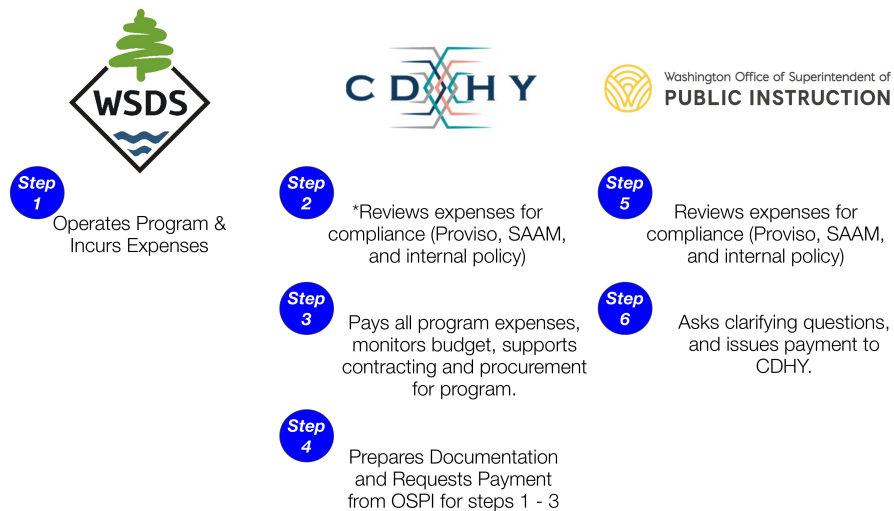 WSDS
CDHY
Washington Office of Superintendent of
PUBLIC INSTRUCTION
Step
1
Operates Program &
Incurs Expenses
Step
2
*Reviews expenses for
compliance (Proviso, SAAM,
and internal policy)
Step
3
Pays all program expenses,
monitors budget, supports
contracting and procurement
for program.
Step
4
Prepares Documentation
and Requests Payment
from OSPI for steps 1 - 3
Step
5
Reviews expenses for
compliance (Proviso, SAAM,
and internal policy)
Step
6
Asks clarifying questions,
and issues payment to
CDHY.